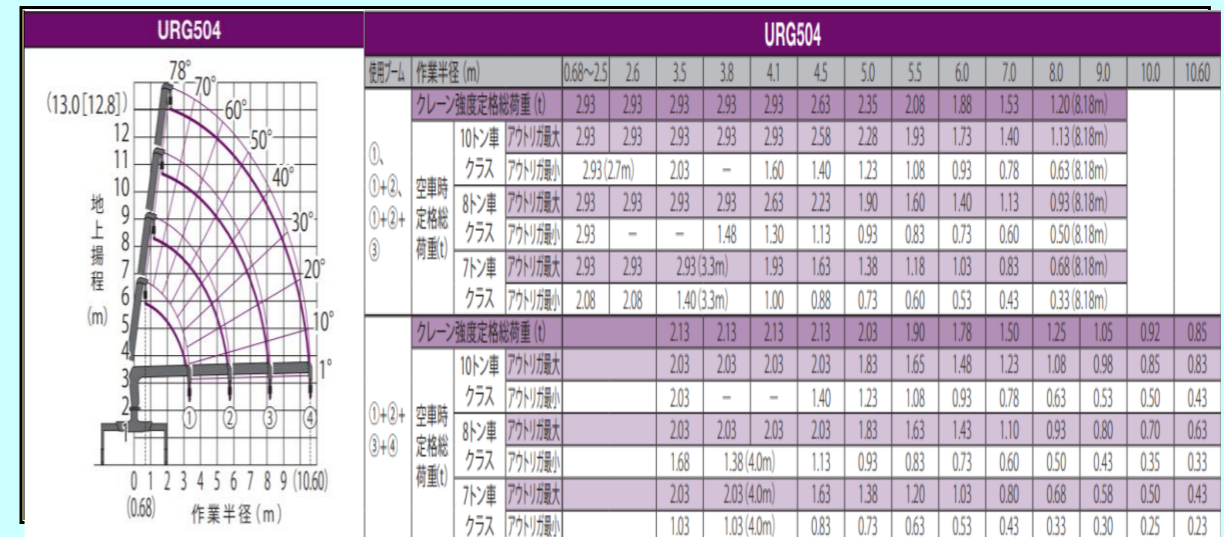 URG504
78°
70°
(13.0[12.8])
60°
12
50°
11
40°
10
地上揚程(m)
9
30°
8
7
20°
6
5
10°
4
3
1°
2
① ② ③ ④
1
0 1 2 3 4 5 6 7 8 9 (10.60)
(0.68)
作業半径(m)
URG504
使用ブーム 作業半径(m) 0.68〜2.5 2.6 3.5 3.8 4.1 4.5 5.0 5.5 6.0 7.0 8.0 9.0 10.0 10.60
①、①+②、①+②+③
クレーン強度定格総荷重(t) 2.93 2.93 2.93 2.93 2.93 2.63 2.35 2.08 1.88 1.53 1.20(8.18m)
空車時定格総荷重(t)
10トン車クラス アウトリガ最大 2.93 2.93 2.93 2.93 2.93 2.58 2.28 1.93 1.73 1.40 1.13(8.18m)
アウトリガ最小 2.93(2.7m) 2.03 − 1.60 1.40 1.23 1.08 0.93 0.78 0.63(8.18m)
8トン車クラス アウトリガ最大 2.93 2.93 2.93 2.93 2.63 2.23 1.90 1.60 1.40 1.13 0.93(8.18m)
アウトリガ最小 2.93 − − 1.48 1.30 1.13 0.93 0.83 0.73 0.60 0.50(8.18m)
7トン車クラス アウトリガ最大 2.93 2.93 2.93(3.3m) 1.93 1.63 1.38 1.18 1.03 0.83 0.68(8.18m)
アウトリガ最小 2.08 2.08 1.40(3.3m) 1.00 0.88 0.73 0.60 0.53 0.43 0.33(8.18m)
①+②+③+④
クレーン強度定格総荷重(t) 2.13 2.13 2.13 2.13 2.03 1.90 1.78 1.50 1.25 1.05 0.92 0.85
空車時定格総荷重(t)
10トン車クラス アウトリガ最大 2.03 2.03 2.03 2.03 1.83 1.65 1.48 1.23 1.08 0.98 0.85 0.83
アウトリガ最小 2.03 − − 1.40 1.23 1.08 0.93 0.78 0.63 0.53 0.50 0.43
8トン車クラス アウトリガ最大 2.03 2.03 2.03 2.03 1.83 1.63 1.43 1.10 0.93 0.80 0.70 0.63
アウトリガ最小 1.68 1.38(4.0m) 1.13 0.93 0.83 0.73 0.60 0.50 0.43 0.35 0.33
7トン車クラス アウトリガ最大 2.03 2.03(4.0m) 1.63 1.38 1.20 1.03 0.80 0.68 0.58 0.50 0.43
アウトリガ最小 1.03 1.03(4.0m) 0.83 0.73 0.63 0.53 0.43 0.33 0.30 0.25 0.23